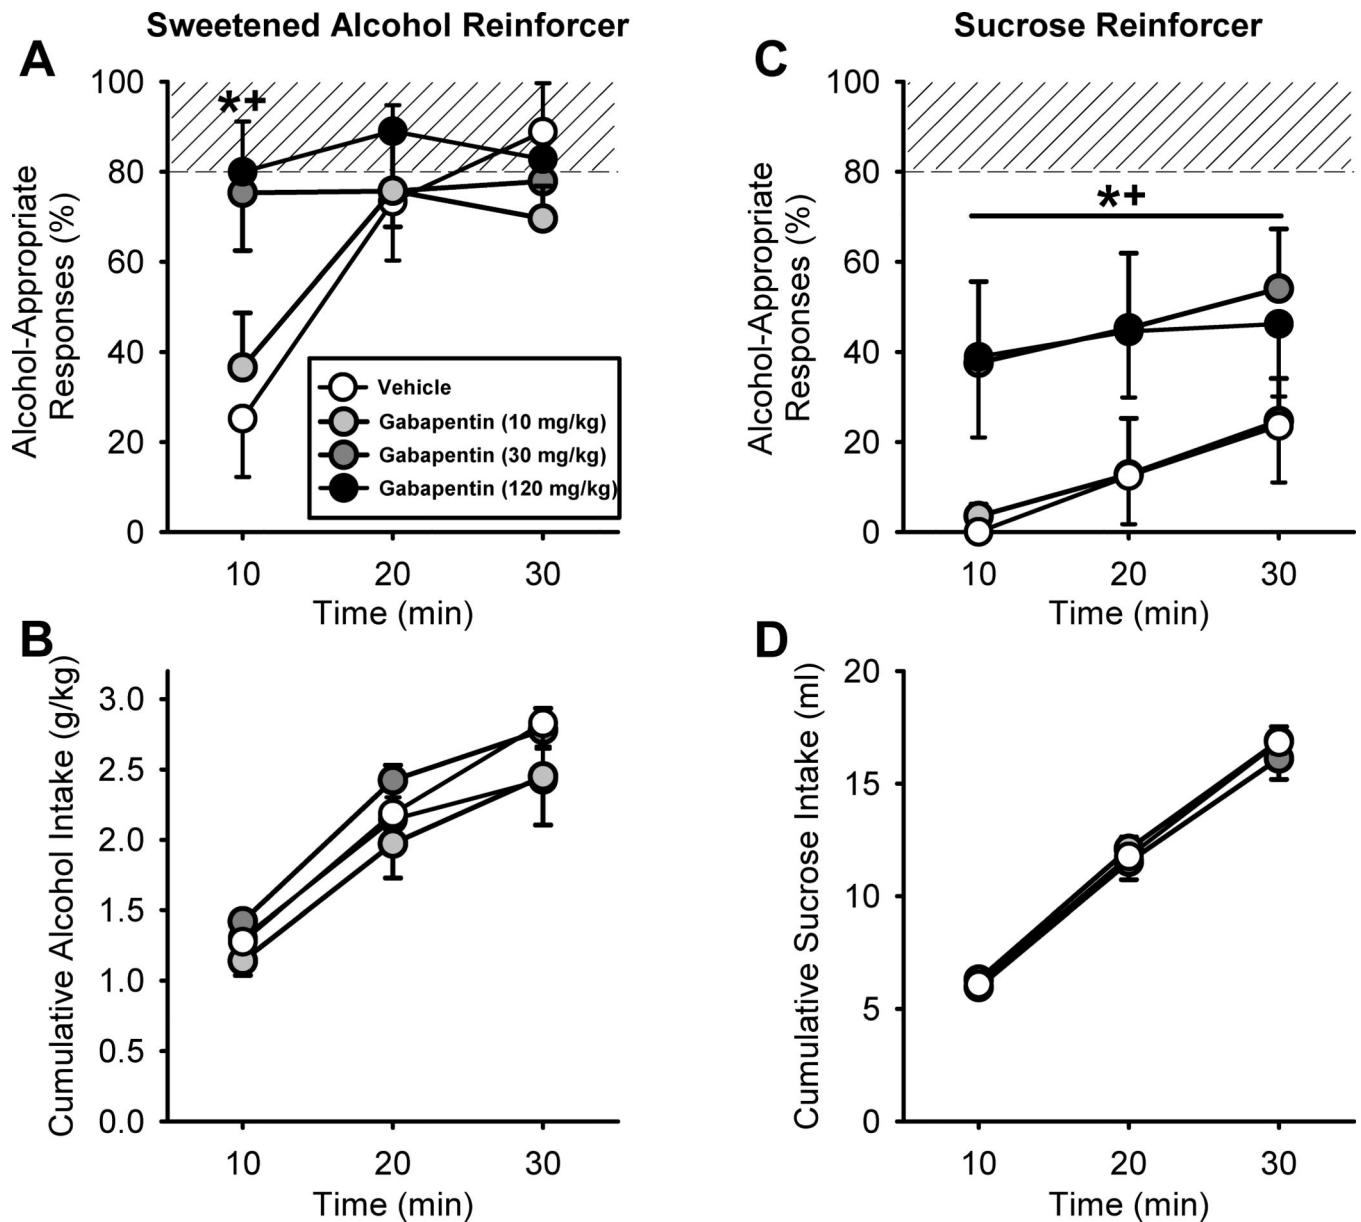 Sweetened Alcohol Reinforcer
A
100
80
60
40
20
0
Alcohol-Appropriate
Responses (%)
*+
Vehicle
Gabapentin (10 mg/kg)
Gabapentin (30 mg/kg)
Gabapentin (120 mg/kg)
10 20 30
Time (min)
Sucrose Reinforcer
C
100
80
60
40
20
0
Alcohol-Appropriate
Responses (%)
*+
10 20 30
Time (min)
B
3.0
2.5
2.0
1.5
1.0
0.5
0.0
Cumulative Alcohol Intake (g/kg)
10 20 30
Time (min)
D
20
15
10
5
0
Cumulative Sucrose Intake (ml)
10 20 30
Time (min)